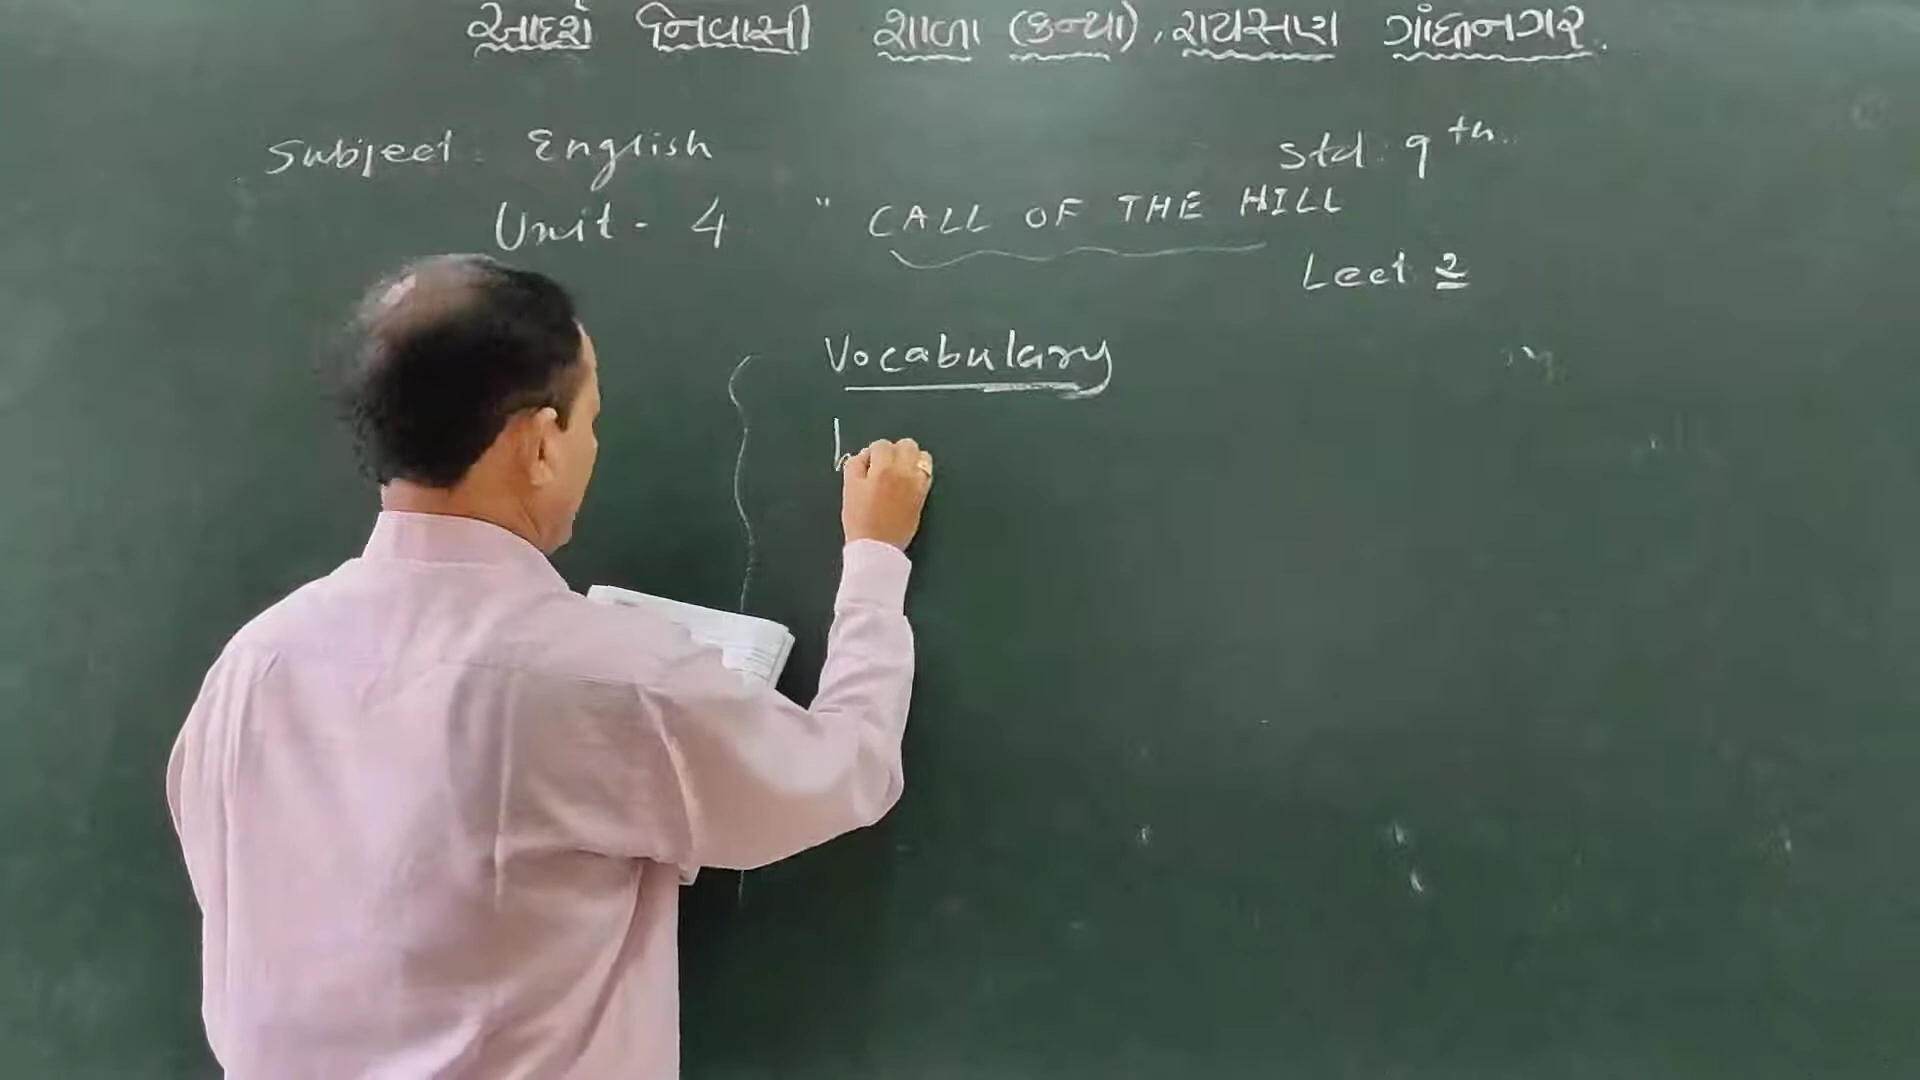 આદર્શ નિવાસી શાળા (કન્યા), રાયસણ ગાંધીનગર.
Subject: English Std: 9th
Unit - 4 " CALL OF THE HILL
Lect 2
Vocabulary